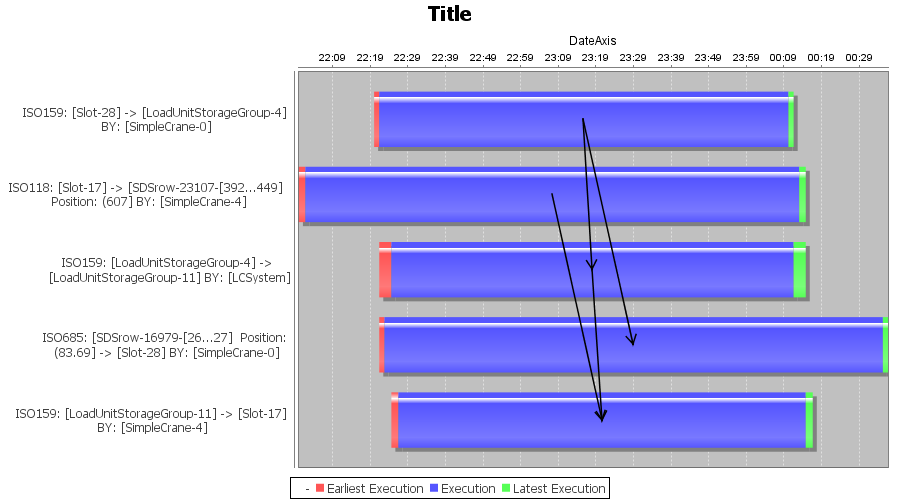 Title
DateAxis
22:09 22:19 22:29 22:39 22:49 22:59 23:09 23:19 23:29 23:39 23:49 23:59 00:09 00:19 00:29
ISO159: [Slot-28] -> [LoadUnitStorageGroup-4]
BY: [SimpleCrane-0]
ISO118: [Slot-17] -> [SDSrow-23107-[392...449]
Position: (607] BY: [SimpleCrane-4]
ISO159: [LoadUnitStorageGroup-4] ->
[LoadUnitStorageGroup-11] BY: [LCSystem]
ISO685: [SDSrow-16979-[26...27] Position:
(83.69] -> [Slot-28] BY: [SimpleCrane-0]
ISO159: [LoadUnitStorageGroup-11] -> [Slot-17]
BY: [SimpleCrane-4]
- Earliest Execution Execution Latest Execution